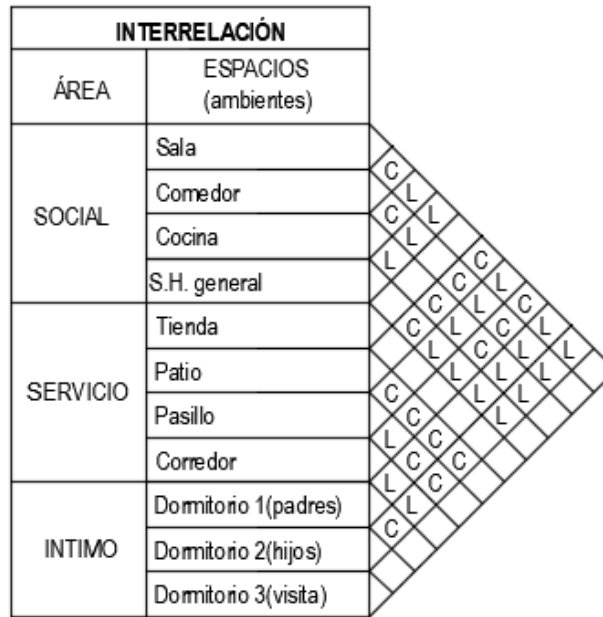 INTERRELACIÓN
ÁREA
ESPACIOS
(ambientes)
SOCIAL
Sala
Comedor
Cocina
S.H. general
SERVICIO
Tienda
Patio
Pasillo
Corredor
INTIMO
Dormitorio 1(padres)
Dormitorio 2(hijos)
Dormitorio 3(visita)
C
L
C L
L
L C
C L
C L C
C L C L
L C L L
L L L
C L L
C L
L C
C C
L C
L
C